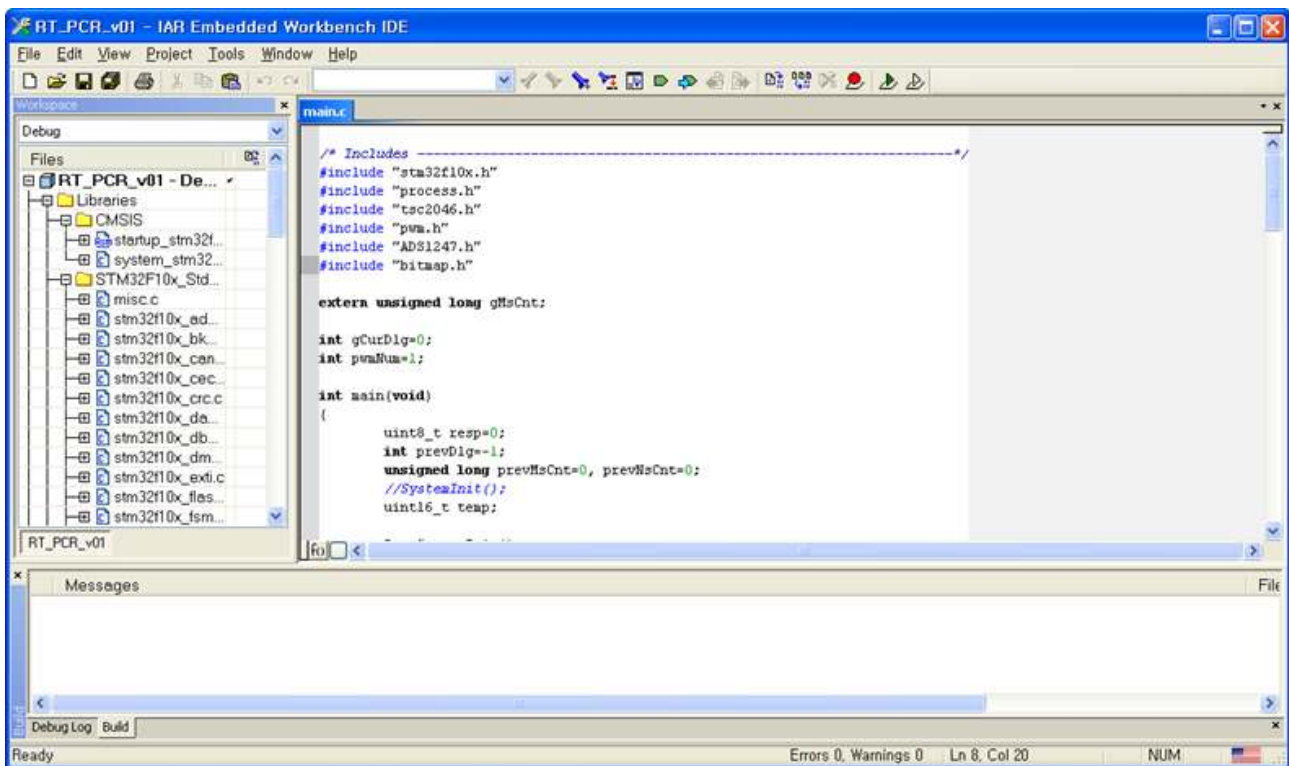 RT_PCR_v01 - IAR Embedded Workbench IDE
File Edit View Project Tools Window Help
Workspace
main.c
Debug
Files
RT_PCR_v01 - De...
Libraries
CMSIS
startup_stm32f...
system_stm32...
STM32F10x_Std...
misc.c
stm32f10x_ad...
stm32f10x_bk...
stm32f10x_can...
stm32f10x_cec...
stm32f10x_crc.c
stm32f10x_da...
stm32f10x_db...
stm32f10x_dm...
stm32f10x_exti.c
stm32f10x_flas...
stm32f10x_fsm...
RT_PCR_v01
/* Includes ------------------------------------------------------------------*/
#include "stm32f10x.h"
#include "process.h"
#include "tsc2046.h"
#include "pwm.h"
#include "ADS1247.h"
#include "bitmap.h"
extern unsigned long gMsCnt;
int gCurDlg=0;
int pwmNum=1;
int main(void)
{
uint8_t resp=0;
int prevDlg=-1;
unsigned long prevMsCnt=0, prevNsCnt=0;
//SystemInit();
uint16_t temp;
fo
Messages
File
Debug Log Build
Ready
Errors 0, Warnings 0 Ln 8, Col 20 NUM